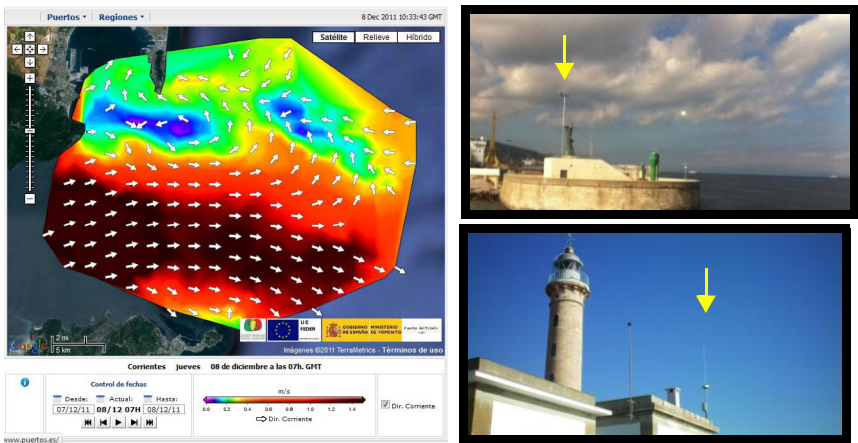 Puertos Regiones 8 Dec 2011 10:33:43 GMT
Satélite Relieve Híbrido
UE
FEDER
GOBIERNO DE ESPAÑA
MINISTERIO DE FOMENTO
Puertos del Estado
Google
2 mi
5 km
Imágenes ©2011 TerraMetrics - Términos de uso
Corrientes jueves 08 de diciembre a las 07h. GMT
Control de fechas
Desde: Actual: Hasta:
07/12/11 08/12 07H 08/12/11
m/s
0.0 0.2 0.4 0.6 0.8 1.0 1.2 1.4
Dir. Corriente
Dir. Corriente
www.puertos.es/